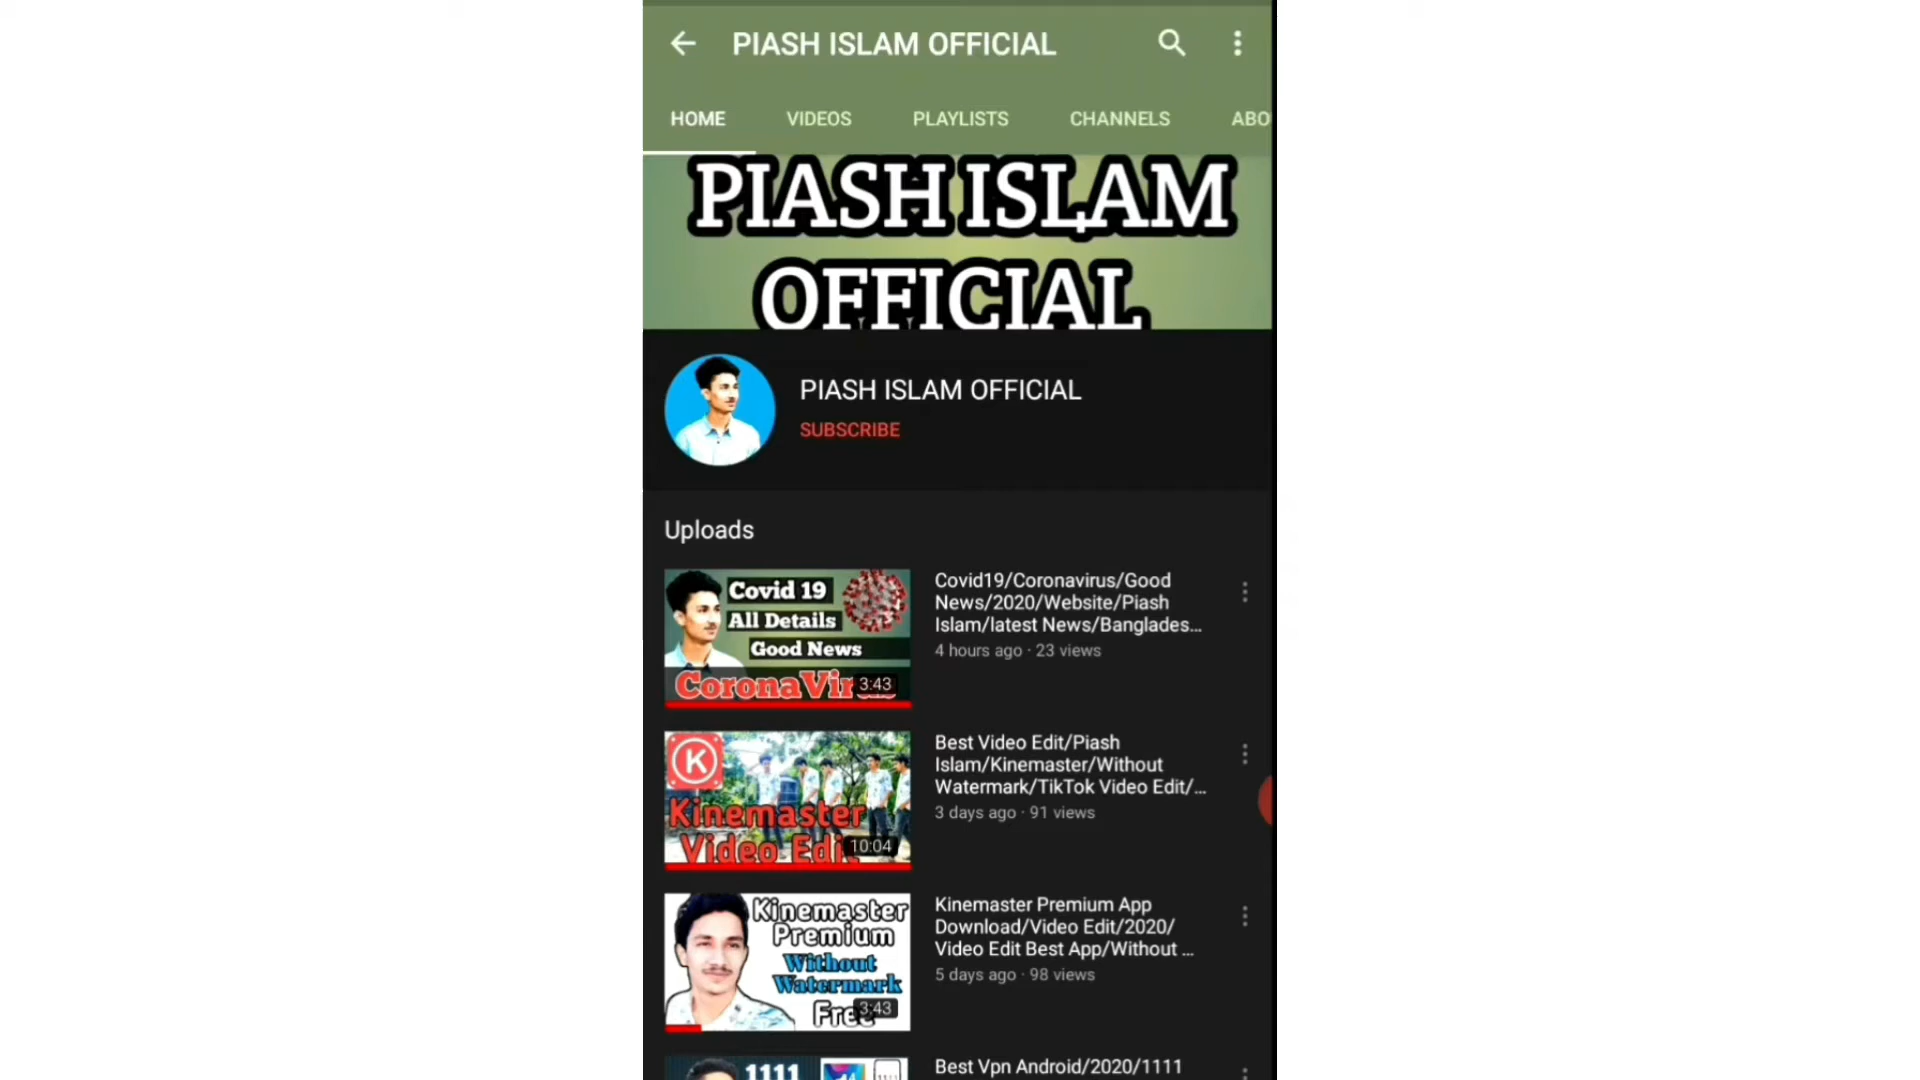 PIASH ISLAM OFFICIAL
HOME VIDEOS PLAYLISTS CHANNELS ABO
PIASH ISLAM
OFFICIAL
PIASH ISLAM OFFICIAL
SUBSCRIBE
Uploads
Covid 19
All Details
Good News
3:43
Covid19/Coronavirus/Good
News/2020/Website/Piash
Islam/latest News/Banglades...
4 hours ago · 23 views
K
Kinemaster
Video Edit
10:04
Best Video Edit/Piash
Islam/Kinemaster/Without
Watermark/TikTok Video Edit/...
3 days ago · 91 views
Kinemaster
Premium
Without
Watermark
Free
3:43
Kinemaster Premium App
Download/Video Edit/2020/
Video Edit Best App/Without ...
5 days ago · 98 views
1111
Best Vpn Android/2020/1111